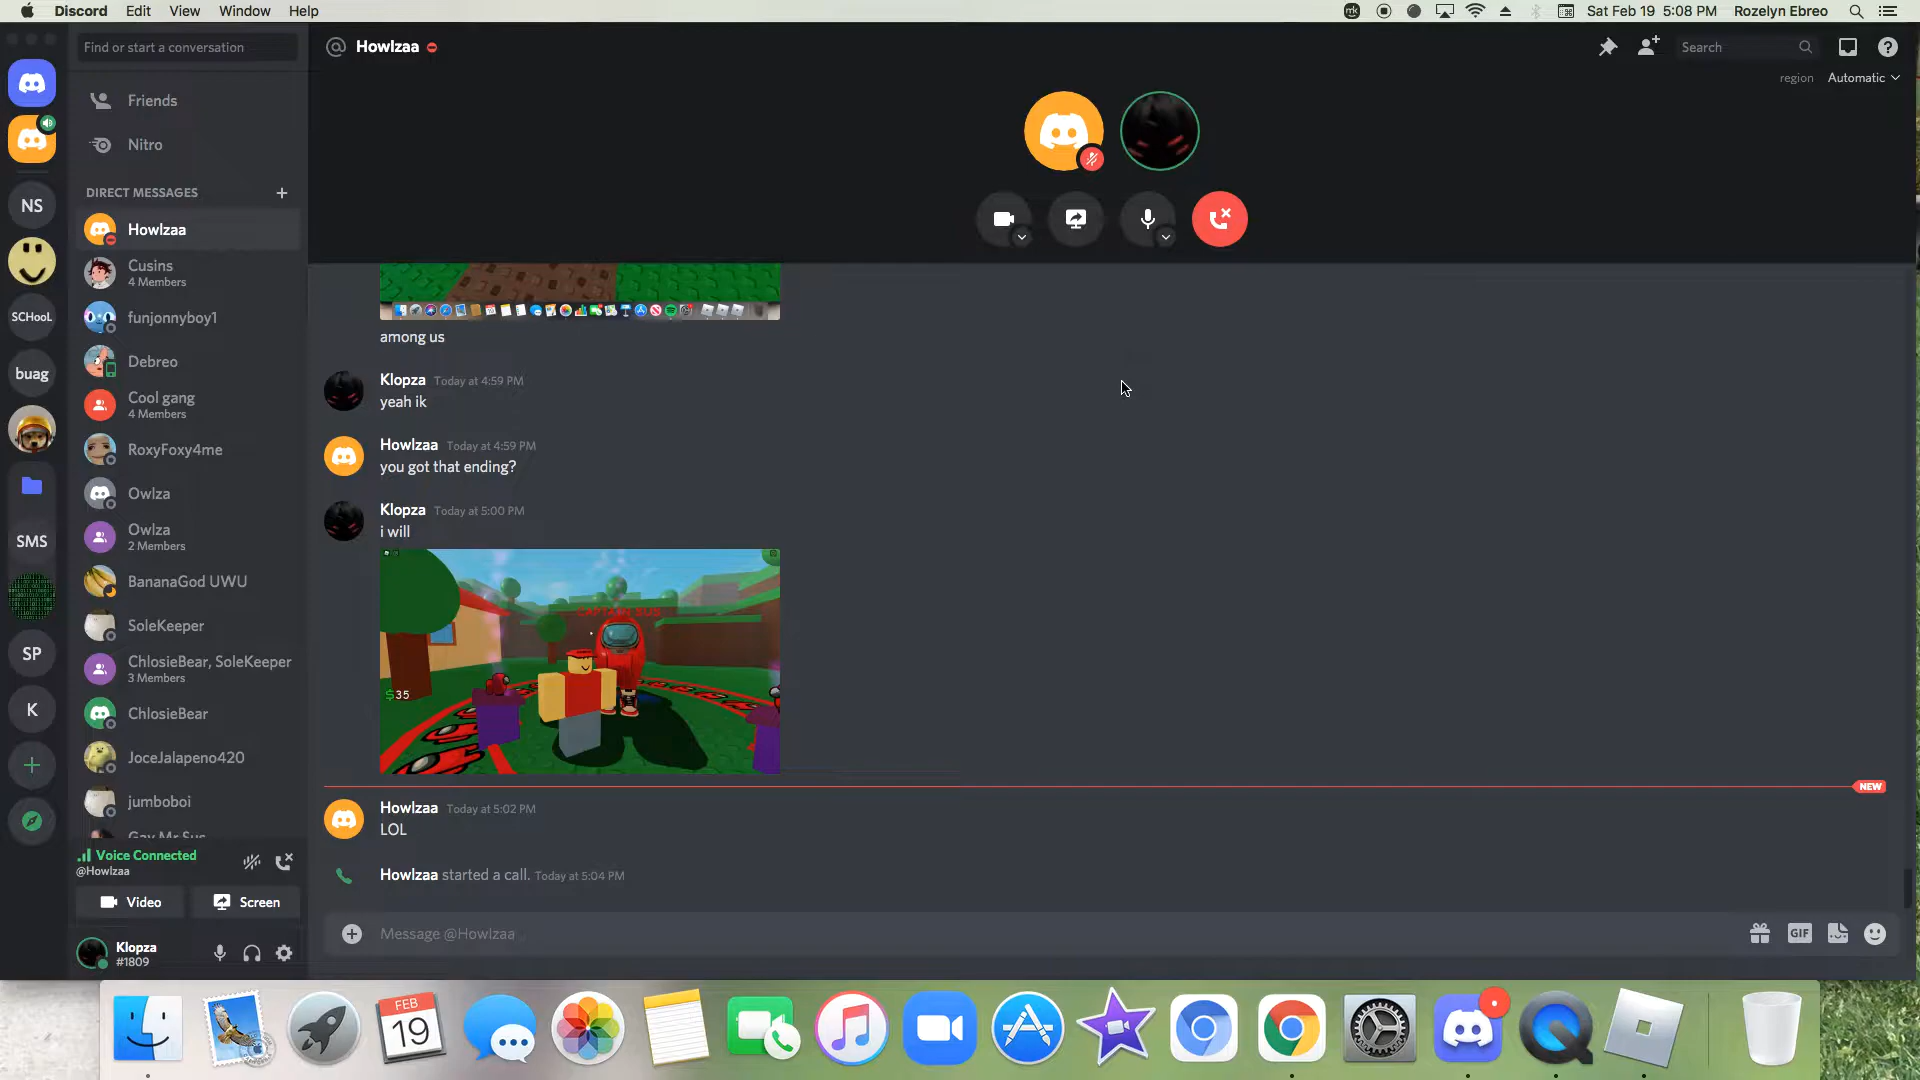 Discord Edit View Window Help
Sat Feb 19 5:08 PM Rozelyn Ebreo
Find or start a conversation
Howlzaa
Search
region Automatic
Friends
Nitro
DIRECT MESSAGES
Howlzaa
Cusins
4 Members
funjonnyboy1
Debreo
Cool gang
4 Members
RoxyFoxy4me
Owlza
Owlza
2 Members
BananaGod UWU
SoleKeeper
ChlosieBear, SoleKeeper
3 Members
ChlosieBear
JoceJalapeno420
jumboboi
Gay Mr Sus
NS
SCHooL
buag
SMS
SP
K
Voice Connected
@Howlzaa
Video
Screen
Klopza
#1809
among us
Klopza Today at 4:59 PM
yeah ik
Howlzaa Today at 4:59 PM
you got that ending?
Klopza Today at 5:00 PM
i will
CAPTAIN SUS
$35
NEW
Howlzaa Today at 5:02 PM
LOL
Howlzaa started a call. Today at 5:04 PM
Message @Howlzaa
GIF
FEB
19